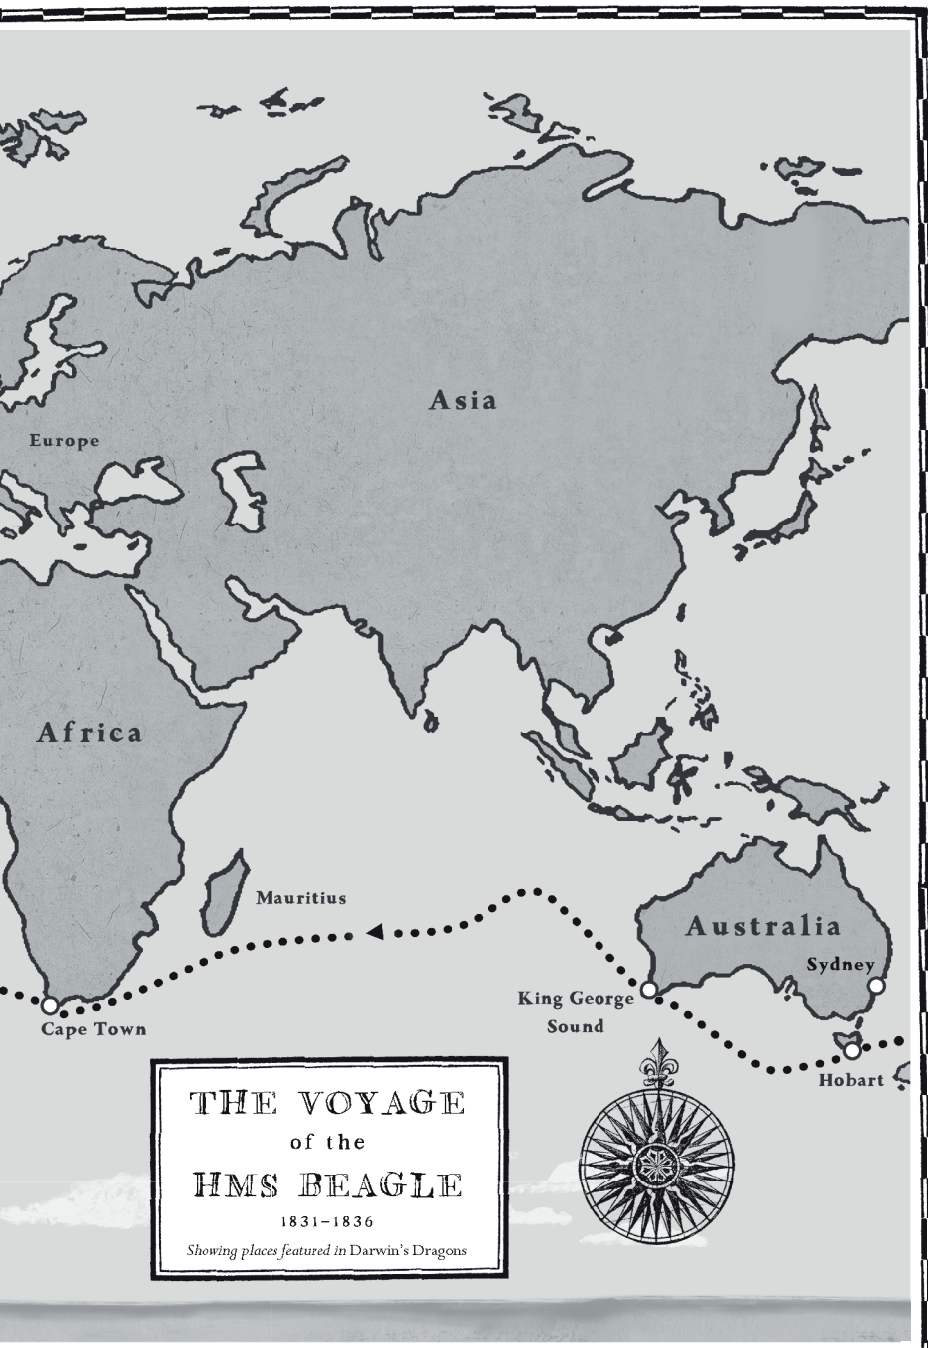 Asia
Europe
Africa
Mauritius
Australia
Sydney
King George
Sound
Cape Town
Hobart
THE VOYAGE
of the
HMS BEAGLE
1831–1836
Showing places featured in Darwin's Dragons